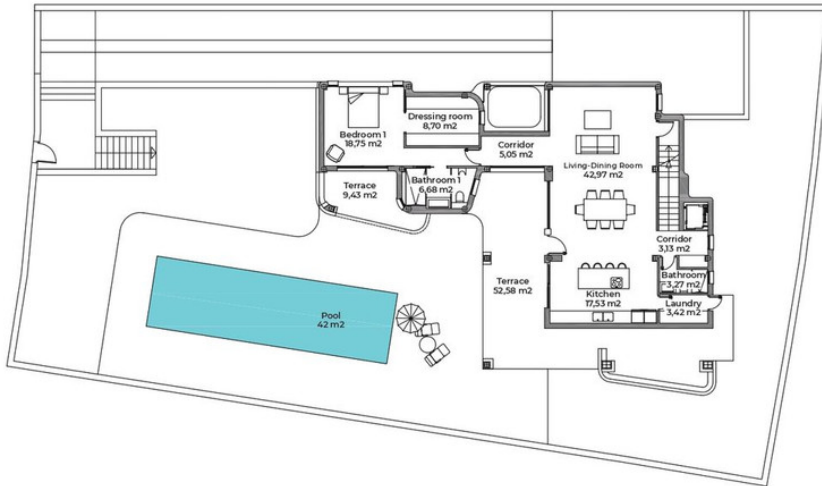 Dressing room
8,70 m2
Bedroom 1
18,75 m2
Corridor
5,05 m2
Living-Dining Room
42,97 m2
Bathroom 1
6,68 m2
Terrace
9,43 m2
Corridor
3,13 m2
Bathroom
3,27 m2
Terrace
52,58 m2
Kitchen
17,53 m2
Laundry
3,42 m2
Pool
42 m2